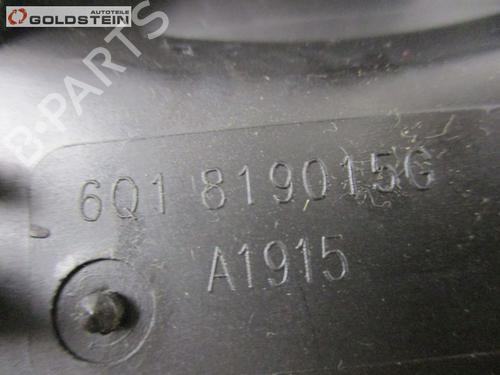 AUTOTEILE
GOLDSTEIN
B-PARTS
6Q1 819015G
A1915